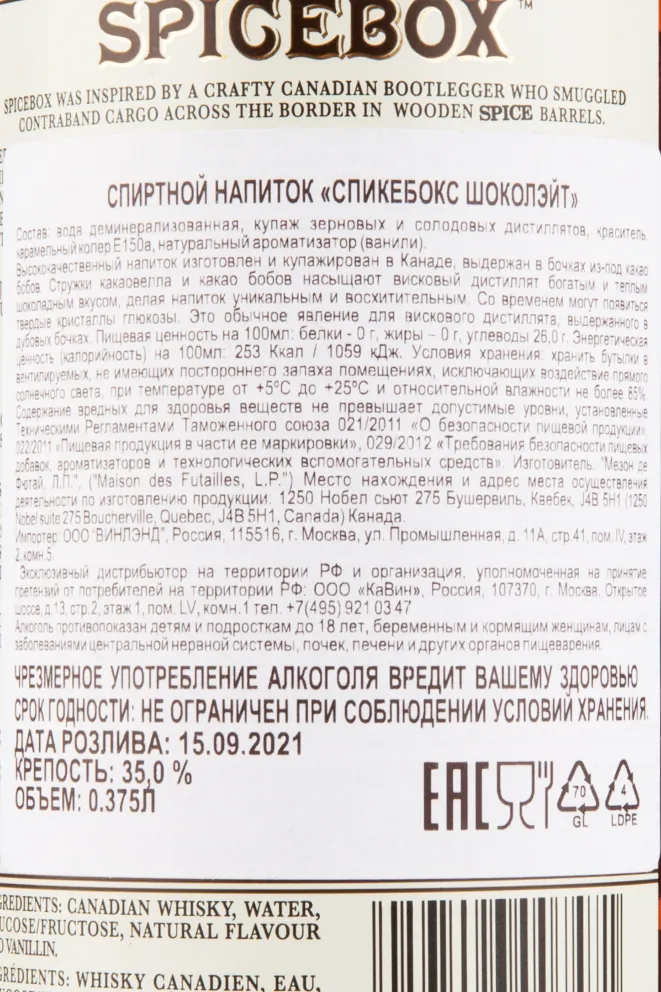 SPICEBOX™
SPICEBOX WAS INSPIRED BY A CRAFTY CANADIAN BOOTLEGGER WHO SMUGGLED
CONTRABAND CARGO ACROSS THE BORDER IN WOODEN SPICE BARRELS.
СПИРТНОЙ НАПИТОК «СПИКЕБОКС ШОКОЛЭЙТ»
Состав: вода деминерализованная, купаж зерновых и солодовых дистиллятов, краситель
карамельный колер Е150а, натуральный ароматизатор (ванили).
Высококачественный напиток изготовлен и купажирован в Канаде, выдержан в бочках из-под какао
бобов. Стружки какаовелла и какао бобов насыщают висковый дистиллят богатым и теплым
шоколадным вкусом, делая напиток уникальным и восхитительным. Со временем могут появиться
твердые кристаллы глюкозы. Это обычное явление для вискового дистиллята, выдержанного в
дубовых бочках. Пищевая ценность на 100мл: белки - 0 г, жиры – 0 г, углеводы 26,0 г. Энергетическая
ценность (калорийность) на 100мл: 253 Ккал / 1059 кДж. Условия хранения: хранить бутылки в
вентилируемых, не имеющих постороннего запаха помещениях, исключающих воздействие прямого
солнечного света, при температуре от +5°С до +25°С и относительной влажности не более 85%.
Содержание вредных для здоровья веществ не превышает допустимые уровни, установленные
Техническими Регламентами Таможенного союза 021/2011 «О безопасности пищевой продукции»,
022/2011 «Пищевая продукция в части ее маркировки», 029/2012 «Требования безопасности пищевых
добавок, ароматизаторов и технологических вспомогательных средств». Изготовитель: "Мезон де
Фютай, Л.П.", ("Maison des Futailles, L.P.") Место нахождения и адрес места осуществления
деятельности по изготовлению продукции: 1250 Нобел сьют 275 Бушервиль, Квебек, J4B 5H1 (1250
Nobel suite 275 Boucherville, Quebec, J4B 5H1, Canada) Канада.
Импортер: ООО "ВИНЛЭНД", Россия, 115516, г. Москва, ул. Промышленная, д. 11А, стр.41, пом. IV, этаж
2, комн.5.
Эксклюзивный дистрибьютор на территории РФ и организация, уполномоченная на принятие
претензий от потребителей на территории РФ: ООО «КаВин», Россия, 107370, г. Москва, Открытое
шоссе, д.13, стр.2, этаж 1, пом. LV, комн.1 тел. +7(495) 921 03 47
Алкоголь противопоказан детям и подросткам до 18 лет, беременным и кормящим женщинам, лицам с
заболеваниями центральной нервной системы, почек, печени и других органов пищеварения.
ЧРЕЗМЕРНОЕ УПОТРЕБЛЕНИЕ АЛКОГОЛЯ ВРЕДИТ ВАШЕМУ ЗДОРОВЬЮ
СРОК ГОДНОСТИ: НЕ ОГРАНИЧЕН ПРИ СОБЛЮДЕНИИ УСЛОВИЙ ХРАНЕНИЯ.
ДАТА РОЗЛИВА: 15.09.2021
КРЕПОСТЬ: 35,0 %
ОБЪЕМ: 0.375Л
ЕАС
70
GL
4
LDPE
GREDIENTS: CANADIAN WHISKY, WATER,
UCOSE/FRUCTOSE, NATURAL FLAVOUR
D VANILLIN.
GRÉDIENTS: WHISKY CANADIEN, EAU,